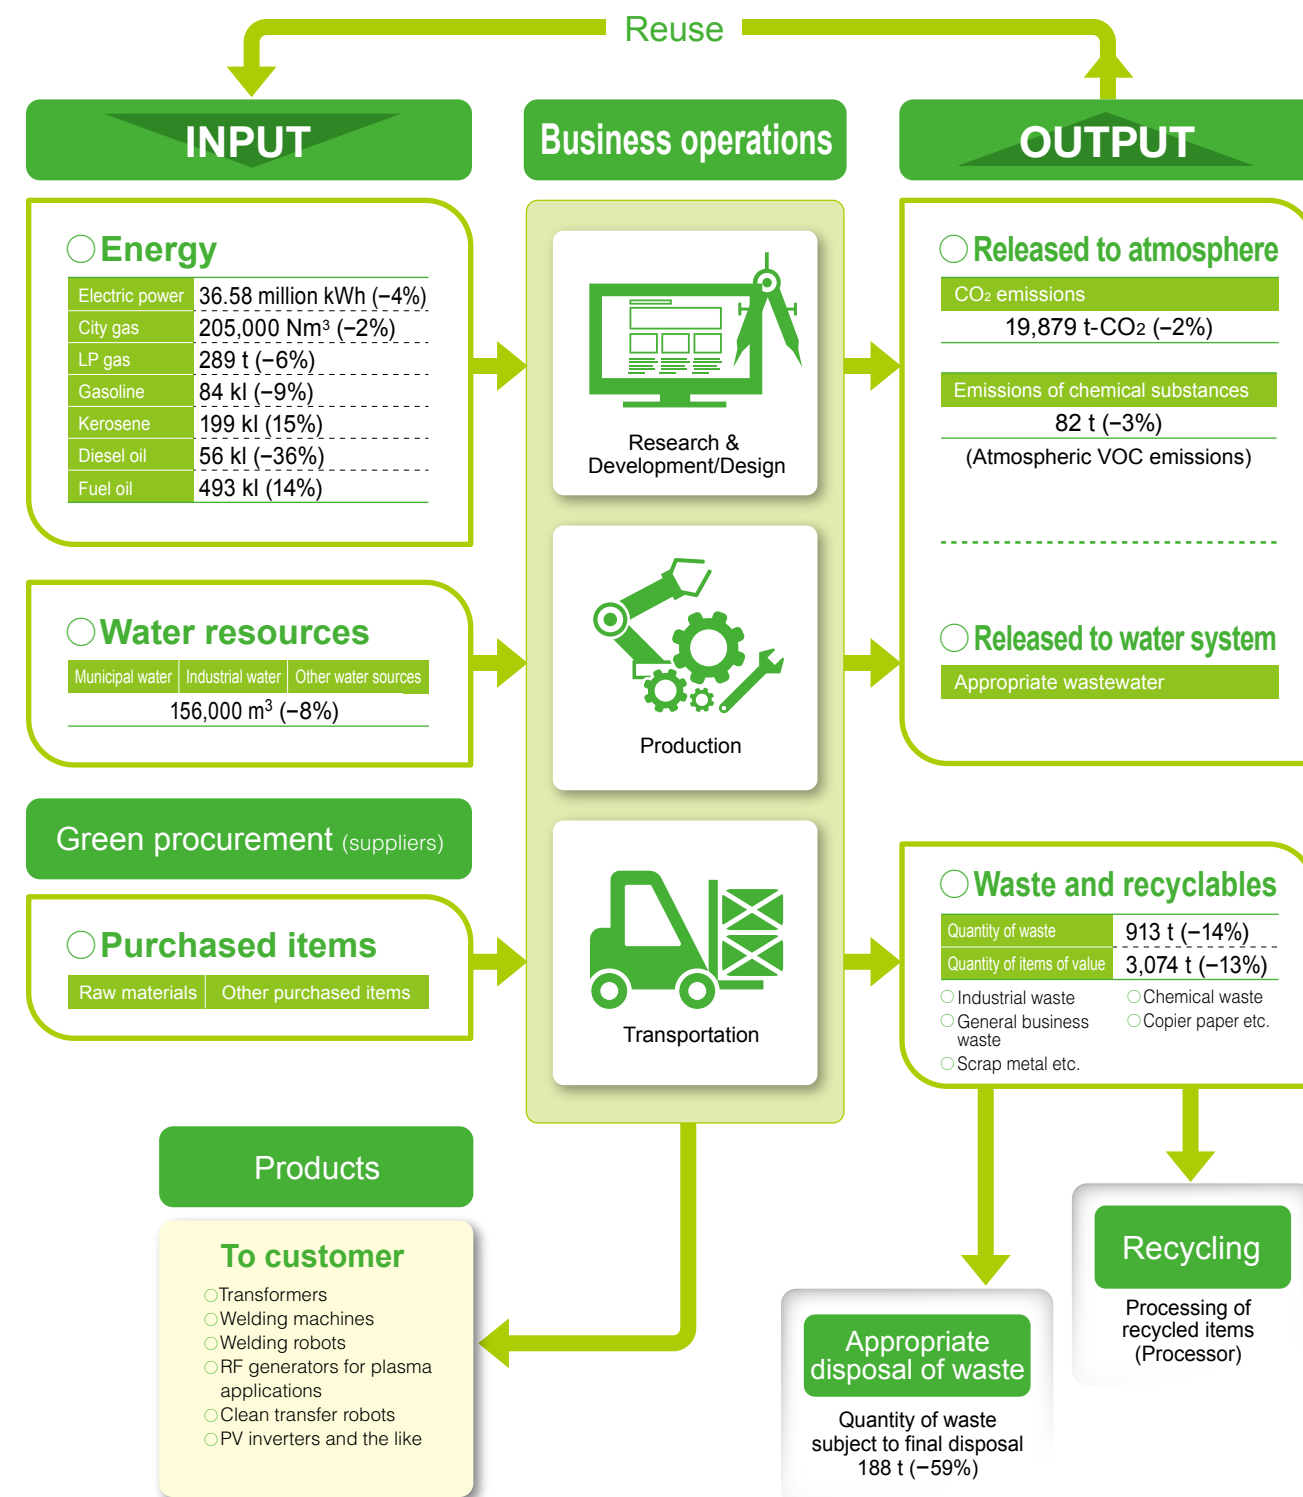 Reuse
INPUT
Business operations
OUTPUT
○Energy
Electric power 36.58 million kWh (−4%)
City gas 205,000 Nm³ (−2%)
LP gas 289 t (−6%)
Gasoline 84 kl (−9%)
Kerosene 199 kl (15%)
Diesel oil 56 kl (−36%)
Fuel oil 493 kl (14%)
○Water resources
Municipal water Industrial water Other water sources
156,000 m³ (−8%)
Green procurement (suppliers)
○Purchased items
Raw materials Other purchased items
Research &
Development/Design
Production
Transportation
○Released to atmosphere
CO₂ emissions
19,879 t-CO₂ (−2%)
Emissions of chemical substances
82 t (−3%)
(Atmospheric VOC emissions)
○Released to water system
Appropriate wastewater
○Waste and recyclables
Quantity of waste 913 t (−14%)
Quantity of items of value 3,074 t (−13%)
○Industrial waste
○General business
waste
○Scrap metal etc.
○Chemical waste
○Copier paper etc.
Products
To customer
○Transformers
○Welding machines
○Welding robots
○RF generators for plasma
applications
○Clean transfer robots
○PV inverters and the like
Appropriate
disposal of waste
Quantity of waste
subject to final disposal
188 t (−59%)
Recycling
Processing of
recycled items
(Processor)